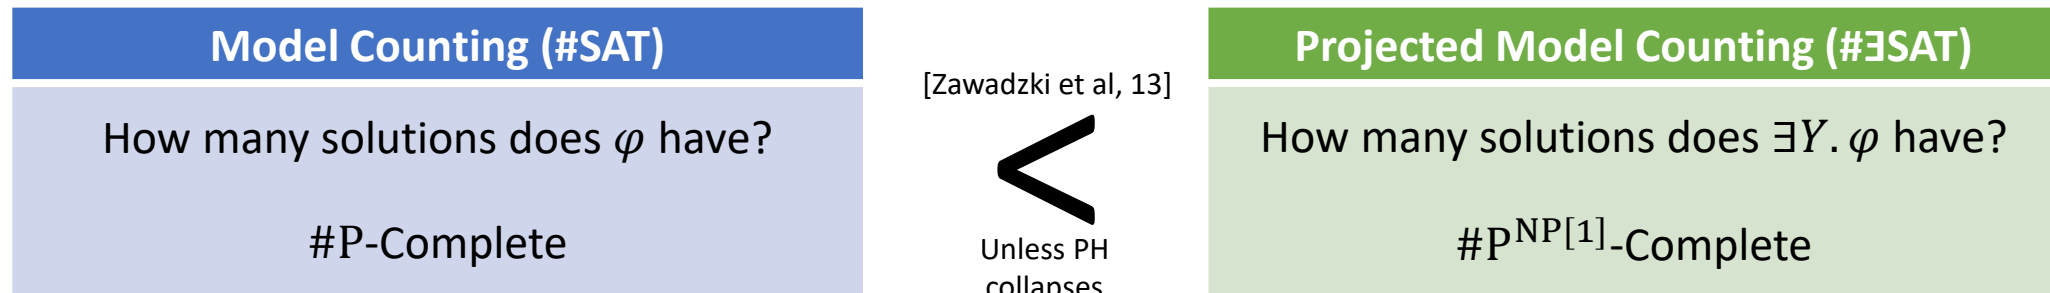 Model Counting (#SAT)
How many solutions does φ have?
#P-Complete
[Zawadzki et al, 13]
<
Unless PH
collapses
Projected Model Counting (#∃SAT)
How many solutions does ∃Y. φ have?
#P^NP[1]-Complete